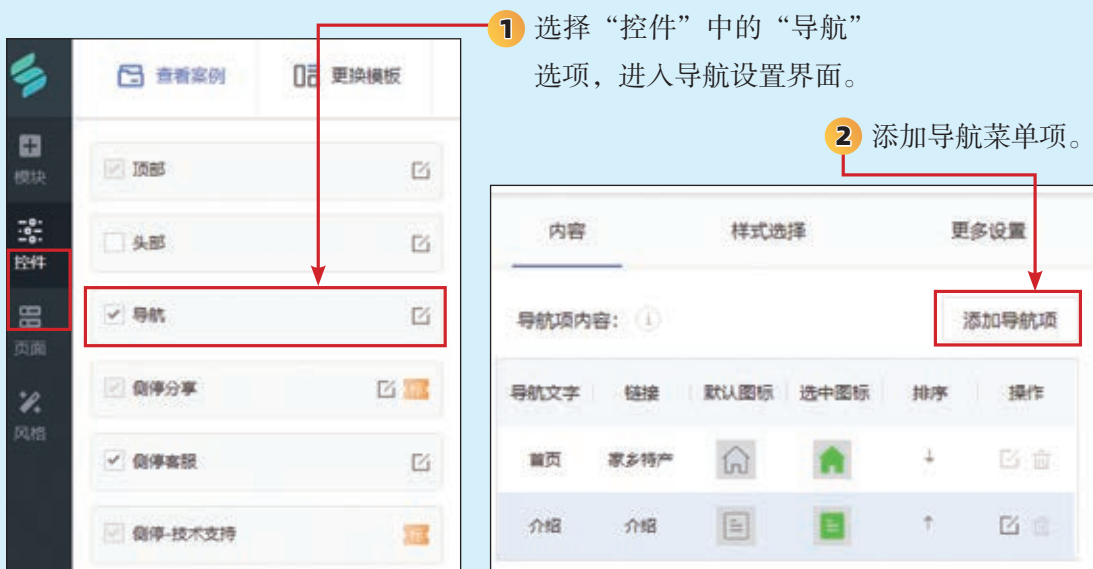 1 选择“控件”中的“导航”
选项，进入导航设置界面。
2 添加导航菜单项。
查看案例 更换模板
模块
控件
页面
风格
顶部
头部
导航
侧停分享
侧停客服
侧停-技术支持
内容 样式选择 更多设置
导航项内容： 添加导航项
导航文字 链接 默认图标 选中图标 排序 操作
首页 家乡特产
介绍 介绍